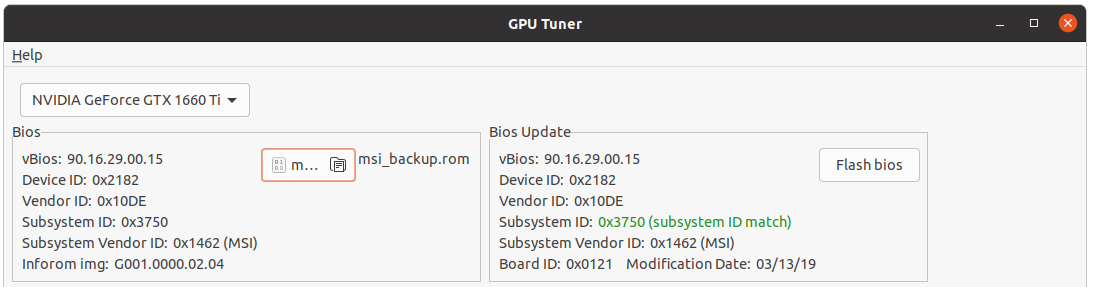 GPU Tuner
Help
NVIDIA GeForce GTX 1660 Ti
Bios
vBios: 90.16.29.00.15
m...
msi_backup.rom
Device ID: 0x2182
Vendor ID: 0x10DE
Subsystem ID: 0x3750
Subsystem Vendor ID: 0x1462 (MSI)
Inforom img: G001.0000.02.04
Bios Update
vBios: 90.16.29.00.15
Flash bios
Device ID: 0x2182
Vendor ID: 0x10DE
Subsystem ID: 0x3750 (subsystem ID match)
Subsystem Vendor ID: 0x1462 (MSI)
Board ID: 0x0121 Modification Date: 03/13/19